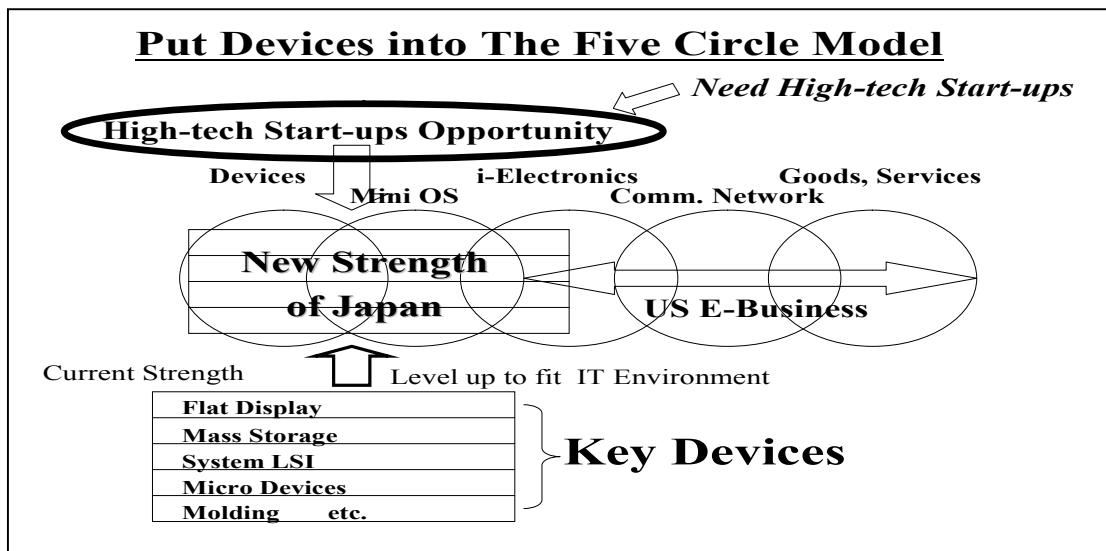 Put Devices into The Five Circle Model
Need High-tech Start-ups
High-tech Start-ups Opportunity
Devices
i-Electronics
Goods, Services
Mini OS
Comm. Network
New Strength
of Japan
US E-Business
Current Strength
Level up to fit IT Environment
Flat Display
Mass Storage
System LSI
Micro Devices
Molding etc.
Key Devices